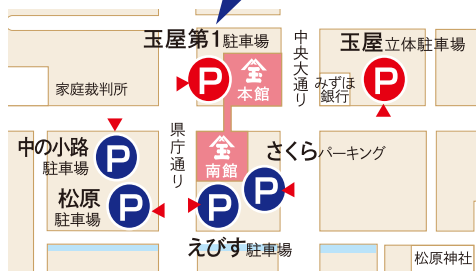 玉屋第1駐車場
P
本館
中央大通り
玉屋立体駐車場
P
みずほ
銀行
家庭裁判所
中の小路
駐車場
P
県庁通り
南館
さくらパーキング
P
松原
駐車場
P
P
えびす駐車場
松原神社